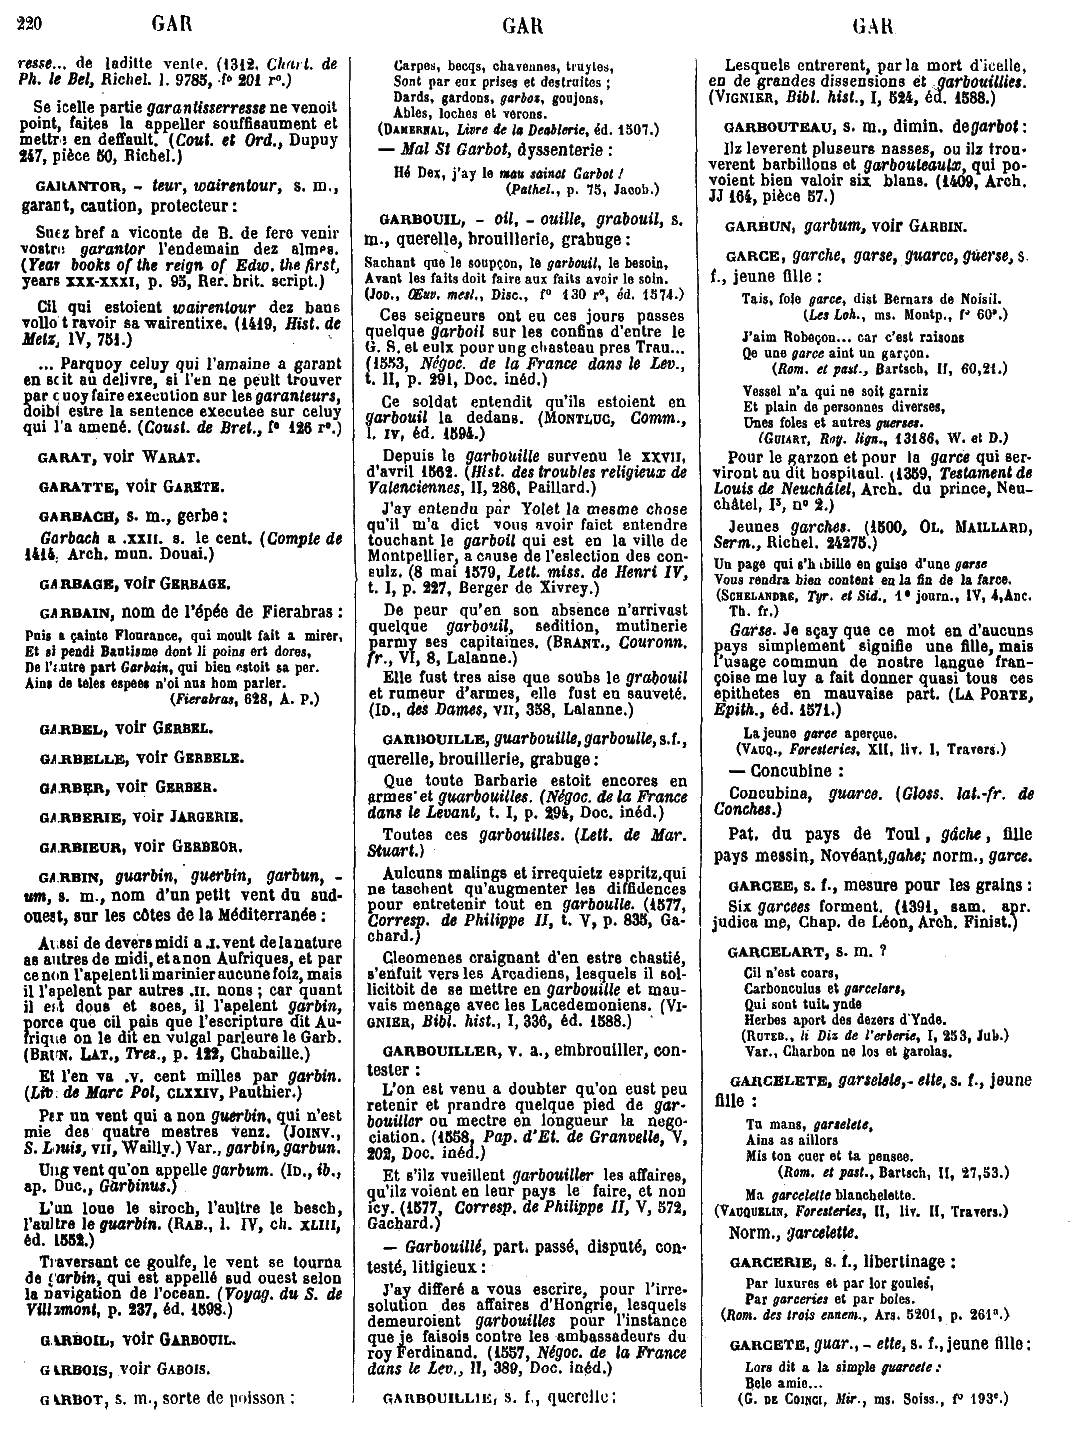 220 GAR GAR GAR
resse... de laditte vente. (1312, Chart. de
Ph. le Bel, Richel. l. 9785, f° 201 r°.)
Se icelle partie garantisserresse ne venoit
point, faites la appeller souffisaument et
mettre en deffault. (Cout. et Ord., Dupuy
247, pièce 50, Richel.)
GARANTOR, - teur, wairentour, s. m.,
garant, caution, protecteur :
Suez bref a viconte de B. de fere venir
vostre garantor l'endemain dez almes.
(Year books of the reign of Edw. the first,
years XXX-XXXI, p. 95, Rer. brit. script.)
Cil qui estoient wairentour dez bans
vollo t ravoir sa wairentixe. (1419, Hist. de
Metz, IV, 751.)
... Parquoy celuy qui l'amaine a garant
en soit au delivre, si l'en ne peult trouver
par quoy faire execution sur les garanteurs,
doibt estre la sentence executee sur celuy
qui l'a amené. (Coust. de Bret., f° 126 r°.)
GARAT, voir WARAT.
GARATTE, voir GARETE.
GARBACH, s. m., gerbe :
Garbach a .XXII. s. le cent. (Compte de
1414, Arch. mun. Douai.)
GARBAGE, voir GERBAGE.
GARBAIN, nom de l'épée de Fierabras :
Puis a çainte Flourance, qui moult fait a mirer,
Et si pendi Bautisme dont li poins ert dores,
De l'autre part Garbain, qui bien estoit sa per.
Ains de teles espees n'oi nus hom parler.
(Fierabras, 628, A. P.)
GARBEL, voir GERBEL.
GARBELLE, voir GERBELE.
GARBER, voir GERBER.
GARBERIE, voir JARGERIE.
GARBIEUR, voir GERBEOR.
GARBIN, guarbin, guerbin, garbun, -
um, s. m., nom d'un petit vent du sud-
ouest, sur les côtes de la Méditerranée :
Aussi de devers midi a .I. vent de la nature
as autres de midi, et a non Aufriques, et par
ce non l'apelent li marinier aucune foiz, mais
il l'apelent par autres .II. nons ; car quant
il est dous et soes, il l'apelent garbin,
porce que cil pais que l'escripture dit Au-
frique on le dit en vulgal parleure le Garb.
(BRUN. LAT., Tres., p. 122, Chabaille.)
Et l'en va .v. cent milles par garbin.
(Liv. de Marc Pol, CLXXIV, Pauthier.)
Par un vent qui a non guerbin, qui n'est
mie des quatre mestres venz. (JOINV.,
S. Louis, VII, Wailly.) Var., garbin, garbun.
Ung vent qu'on appelle garbum. (ID., ib.,
ap. Duc., Garbinus.)
L'un loue le siroch, l'aultre le besch,
l'aultre le guarbin. (RAB., l. IV, ch. XLIII,
éd. 1552.)
Traversant ce goulfe, le vent se tourna
de garbin, qui est appellé sud ouest selon
la navigation de l'ocean. (Voyag. du S. de
Villamont, p. 237, éd. 1598.)
GARBOIL, voir GARBOUIL.
GARBOIS, voir GABOIS.
GARBOT, s. m., sorte de poisson :
Carpes, becqs, chavennes, truytes,
Sont par eux prises et destruites ;
Dards, gardons, garbos, goujons,
Ables, loches et verons.
(DAMERNAL, Livre de la Deablerie, éd. 1507.)
— Mal St Garbot, dyssenterie :
Hé Dex, j'ay le mau sainct Garbot !
(Pathel., p. 75, Jacob.)
GARBOUIL, - oil, - ouille, grabouil, s.
m., querelle, brouillerie, grabuge :
Sachant que le soupçon, le garbouil, le besoin,
Avant les faits doit faire aux faits avoir le soin.
(JOD., Œuv. mesl., Disc., f° 130 r°, éd. 1574.)
Ces seigneurs ont eu ces jours passes
quelque garboil sur les confins d'entre le
G. S. et eulx pour ung chasteau pres Trau...
(1553, Négoc. de la France dans le Lev.,
t. II, p. 291, Doc. inéd.)
Ce soldat entendit qu'ils estoient en
garbouil la dedans. (MONTLUC, Comm.,
l. IV, éd. 1594.)
Depuis le garbouille survenu le XXVII,
d'avril 1562. (Hist. des troubles religieux de
Valenciennes, II, 286, Paillard.)
J'ay entendu par Yolet la mesme chose
qu'il m'a dict vous avoir faict entendre
touchant le garboil qui est en la ville de
Montpellier, a cause de l'eslection des con-
sulz. (8 mai 1579, Lett. miss. de Henri IV,
t. I, p. 227, Berger de Xivrey.)
De peur qu'en son absence n'arrivast
quelque garbouil, sedition, mutinerie
parmy ses capitaines. (BRANT., Couronn.
fr., VI, 8, Lalanne.)
Elle fust tres aise que soubs le grabouil
et rumeur d'armes, elle fust en sauveté.
(ID., des Dames, VII, 358, Lalanne.)
GARBOUILLE, guarbouille, garboulle, s.f.,
querelle, brouillerie, grabuge :
Que toute Barbarie estoit encores en
armes et guarbouilles. (Négoc. de la France
dans le Levant, t. I, p. 294, Doc. inéd.)
Toutes ces garbouilles. (Lett. de Mar.
Stuart.)
Aulcuns malings et irrequietz espritz, qui
ne taschent qu'augmenter les diffidences
pour entretenir tout en garboulle. (1577,
Corresp. de Philippe II, t. V, p. 835, Ga-
chard.)
Cleomenes craignant d'en estre chastié,
s'enfuit vers les Arcadiens, lesquels il sol-
licitoit de se mettre en garbouille et mau-
vais menage avec les Lacedemoniens. (VI-
GNIER, Bibl. hist., I, 336, éd. 1588.)
GARBOUILLER, v. a., embrouiller, con-
tester :
L'on est venu a doubter qu'on eust peu
retenir et prandre quelque pied de gar-
bouiller ou mectre en longueur la nego-
ciation. (1558, Pap. d'Et. de Granvelle, V,
202, Doc. inéd.)
Et s'ilz vueillent garbouiller les affaires,
qu'ilz voient en leur pays le faire, et non
icy. (1577, Corresp. de Philippe II, V, 572,
Gachard.)
— Garbouillé, part. passé, disputé, con-
testé, litigieux :
J'ay differé a vous escrire, pour l'irre-
solution des affaires d'Hongrie, lesquels
demeuroient garbouilles pour l'instance
que je faisois contre les ambassadeurs du
roy Ferdinand. (1557, Négoc. de la France
dans le Lev., II, 389, Doc. inéd.)
GARBOUILLIE, s. f., querelle :
Lesquels entrerent, par la mort d'icelle,
en de grandes dissensions et garbouillies.
(VIGNIER, Bibl. hist., I, 524, éd. 1588.)
GARBOUTEAU, s. m., dimin. de garbot :
Ilz leverent pluseurs nasses, ou ilz trou-
verent barbillons et garbouteaulx, qui po-
voient bien valoir six blans. (1409, Arch.
JJ 164, pièce 57.)
GARBUN, garbum, voir GARBIN.
GARCE, garche, garse, guarce, guerse, s.
f., jeune fille :
Tais, fole garce, dist Bernars de Noisil.
(Les Loh., ms. Montp., f° 60ª.)
J'aim Robeçon... car c'est raisons
Qe une garce aint un garçon.
(Rom. et past., Bartsch, II, 60,21.)
Vessel n'a qui ne soit garniz
Et plain de personnes diverses,
Unes foles et autres guerses.
(GUIART, Roy. lign., 13186, W. et D.)
Pour le garzon et pour la garce qui ser-
viront au dit hospitaul. (1359, Testament de
Louis de Neuchâtel, Arch. du prince, Neu-
châtel, I³, n° 2.)
Jeunes garches. (1500, OL. MAILLARD,
Serm., Richel. 24275.)
Un page qui s'habille en guise d'une garse
Vous rendra bien content en la fin de la farce.
(SCHELANDRE, Tyr. et Sid., 1ᵉ journ., IV, 4, Anc.
Th. fr.)
Garse. Je sçay que ce mot en d'aucuns
pays simplement signifie une fille, mais
l'usage commun de nostre langue fran-
çoise me luy a fait donner quasi tous ces
epithetes en mauvaise part. (LA PORTE,
Epith., éd. 1571.)
La jeune garce aperçue.
(VAUQ., Foresteries, XII, liv. I, Travers.)
— Concubine :
Concubina, guarce. (Gloss. lat.-fr. de
Conches.)
Pat. du pays de Toul, gâche, fille
pays messin, Novéant, gahe; norm., garce.
GARCEE, s. f., mesure pour les grains :
Six garcees forment. (1391, sam. apr.
judica me, Chap. de Léon, Arch. Finist.)
GARCELART, s. m. ?
Cil n'est coars,
Carbonculus et garcelars,
Qui sont tuit ynde
Herbes aport des dezers d'Ynde.
(RUTEB., li Diz de l'erberie, I, 253, Jub.)
Var., Charbon ne los et garolas.
GARCELETE, garselete, - ette, s. f., jeune
fille :
Tu mans, garselete,
Ains as aillors
Mis ton cuer et ta pensee.
(Rom. et past., Bartsch, II, 27,53.)
Ma garcelette blanchelette.
(VAUQUELIN, Foresteries, II, liv. II, Travers.)
Norm., garcelette.
GARCERIE, s. f., libertinage :
Par luxures et par lor goules,
Par garceries et par boles.
(Rom. des trois ennem., Ars. 5201, p. 261ª.)
GARCETE, guar., - ette, s. f., jeune fille :
Lors dit a la simple guarcete :
Bele amie...
(G. DE COINCI, Mir., ms. Soiss., f° 193ᶜ.)